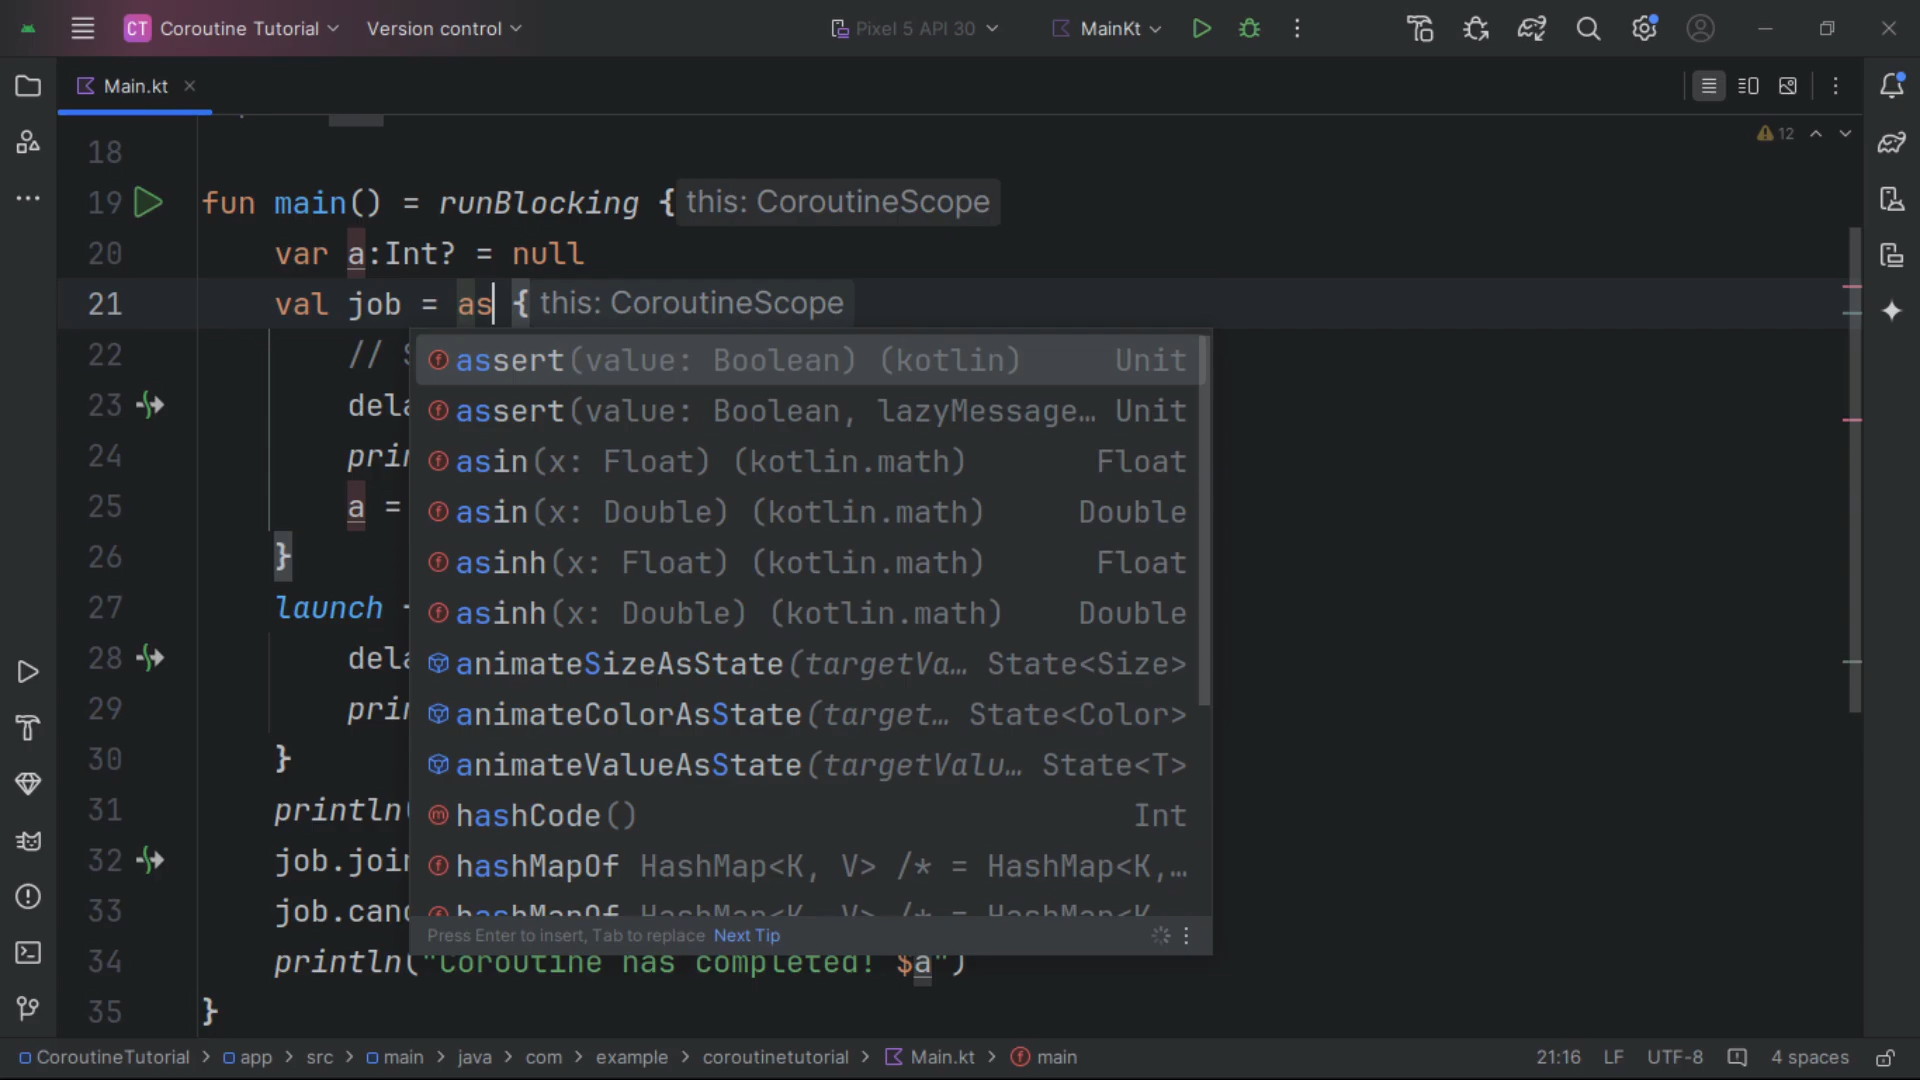 CT Coroutine Tutorial Version control Pixel 5 API 30 MainKt
Main.kt
12
18
19 fun main() = runBlocking { this: CoroutineScope
20 var a:Int? = null
21 val job = as { this: CoroutineScope
22 //
assert(value: Boolean) (kotlin) Unit
23 dela
assert(value: Boolean, lazyMessage… Unit
24 prin
asin(x: Float) (kotlin.math) Float
25 a =
asin(x: Double) (kotlin.math) Double
26 }
asinh(x: Float) (kotlin.math) Float
27 launch
asinh(x: Double) (kotlin.math) Double
28 dela
animateSizeAsState(targetVa… State<Size>
29 prin
animateColorAsState(target… State<Color>
30 }
animateValueAsState(targetValu… State<T>
31 println(
hashCode() Int
32 job.join
hashMapOf HashMap<K, V> /* = HashMap<K,…
33 job.canc
hashMapOf HashMap<K, V> /* = HashMap<K
Press Enter to insert, Tab to replace Next Tip
34 println("Coroutine has completed! $a")
35 }
CoroutineTutorial > app > src > main > java > com > example > coroutinetutorial > Main.kt > main 21:16 LF UTF-8 4 spaces